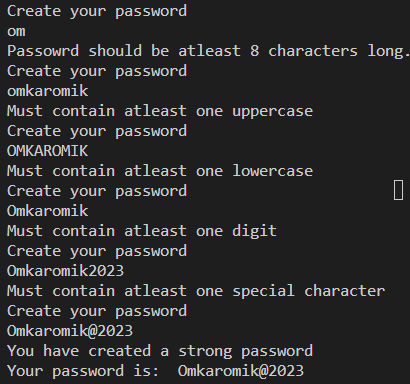 Create your password
om
Passowrd should be atleast 8 characters long.
Create your password
omkaromik
Must contain atleast one uppercase
Create your password
OMKAROMIK
Must contain atleast one lowercase
Create your password
Omkaromik
Must contain atleast one digit
Create your password
Omkaromik2023
Must contain atleast one special character
Create your password
Omkaromik@2023
You have created a strong password
Your password is:  Omkaromik@2023